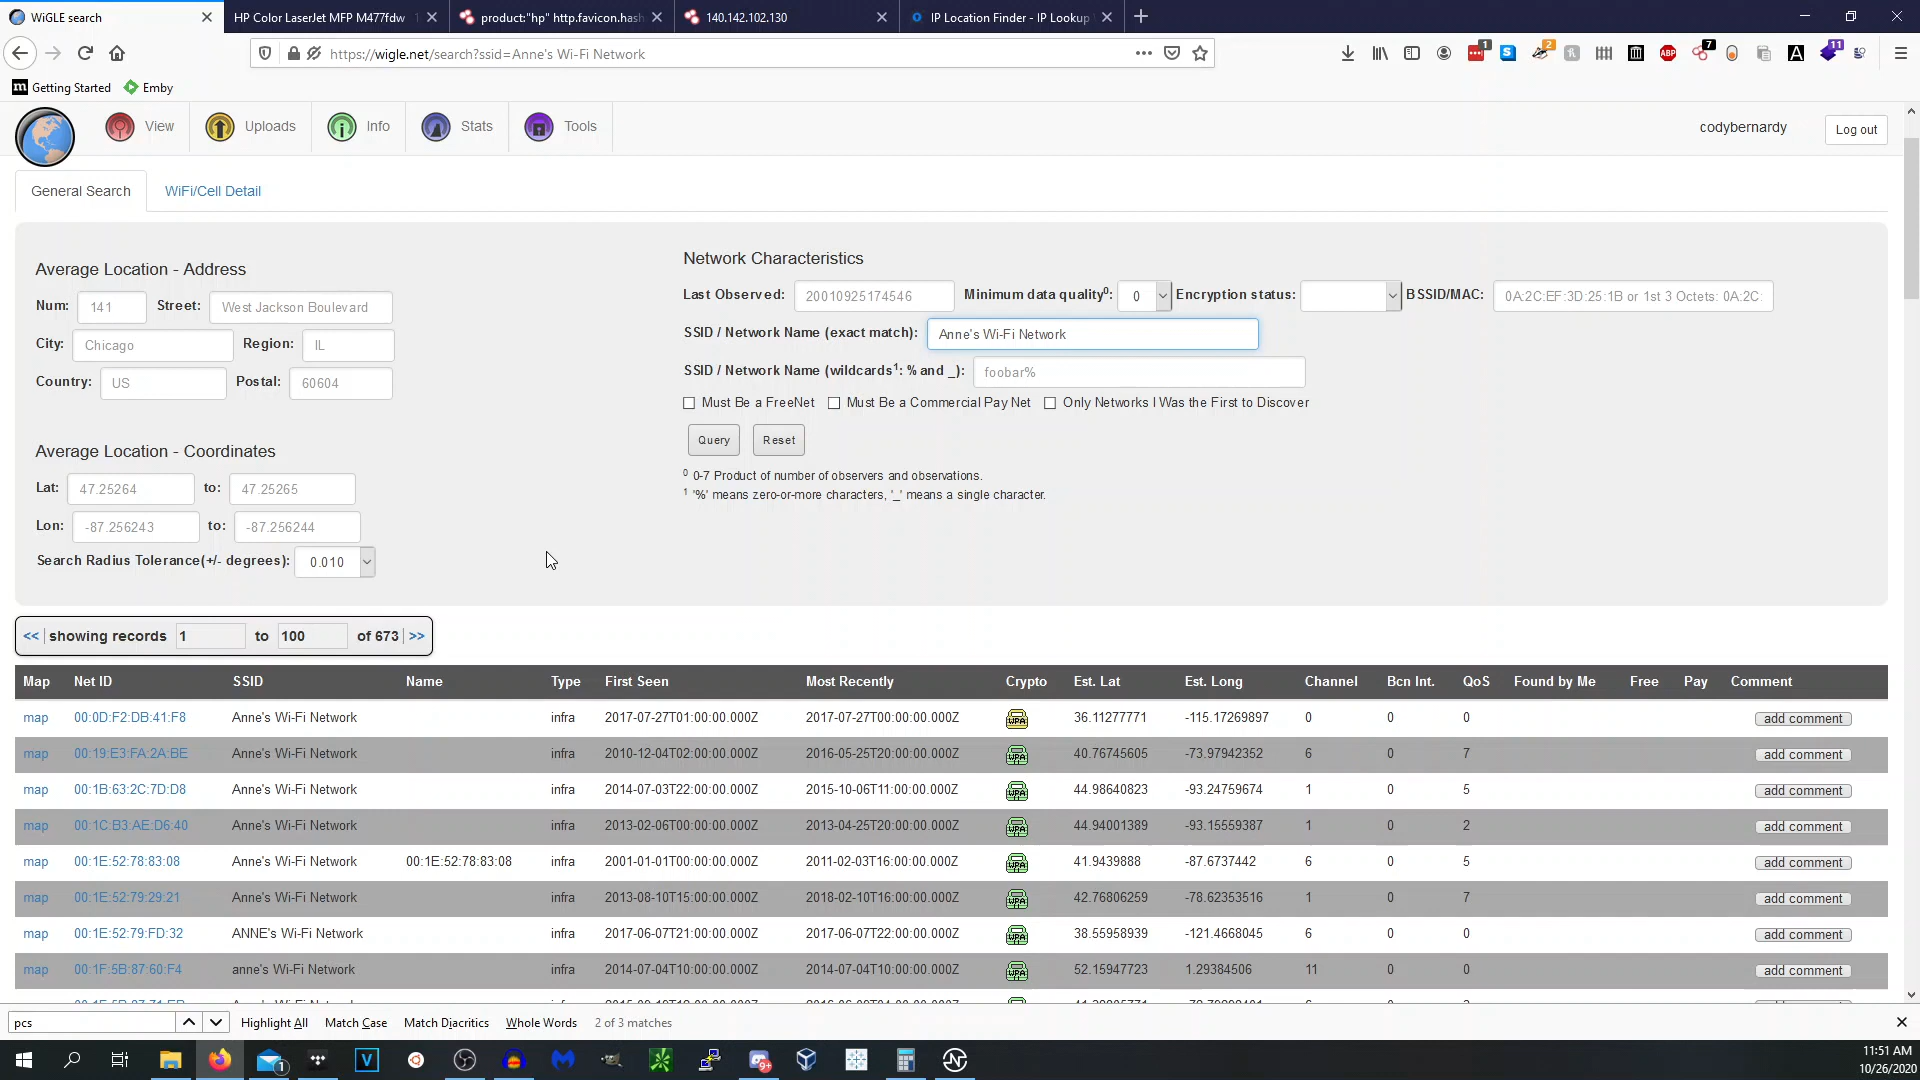 WiGLE search
HP Color LaserJet MFP M477fdw
product:"hp" http.favicon.hash
140.142.102.130
IP Location Finder - IP Lookup
https://wigle.net/search?ssid=Anne's Wi-Fi Network
1
2
7
11
Getting Started
Emby
View
Uploads
Info
Stats
Tools
codybernardy
Log out
General Search
WiFi/Cell Detail
Average Location - Address
Num: 141 Street: West Jackson Boulevard
City: Chicago Region: IL
Country: US Postal: 60604
Average Location - Coordinates
Lat: 47.25264 to: 47.25265
Lon: -87.256243 to: -87.256244
Search Radius Tolerance(+/- degrees): 0.010
Network Characteristics
Last Observed: 20010925174546 Minimum data quality0: 0 Encryption status: BSSID/MAC: 0A:2C:EF:3D:25:1B or 1st 3 Octets: 0A:2C:
SSID / Network Name (exact match): Anne's Wi-Fi Network
SSID / Network Name (wildcards1: % and _): foobar%
Must Be a FreeNet Must Be a Commercial Pay Net Only Networks I Was the First to Discover
Query Reset
0 0-7 Product of number of observers and observations.
1 '%' means zero-or-more characters, '_' means a single character.
<< showing records 1 to 100 of 673 >>
Map Net ID SSID Name Type First Seen Most Recently Crypto Est. Lat Est. Long Channel Bcn Int. QoS Found by Me Free Pay Comment
map 00:0D:F2:DB:41:F8 Anne's Wi-Fi Network infra 2017-07-27T01:00:00.000Z 2017-07-27T00:00:00.000Z WPA 36.11277771 -115.17269897 0 0 0 add comment
map 00:19:E3:FA:2A:BE Anne's Wi-Fi Network infra 2010-12-04T02:00:00.000Z 2016-05-25T20:00:00.000Z WPA 40.76745605 -73.97942352 6 0 7 add comment
map 00:1B:63:2C:7D:D8 Anne's Wi-Fi Network infra 2014-07-03T22:00:00.000Z 2015-10-06T11:00:00.000Z WPA 44.98640823 -93.24759674 1 0 5 add comment
map 00:1C:B3:AE:D6:40 Anne's Wi-Fi Network infra 2013-02-06T00:00:00.000Z 2013-04-25T20:00:00.000Z WPA 44.94001389 -93.15559387 1 0 2 add comment
map 00:1E:52:78:83:08 Anne's Wi-Fi Network 00:1E:52:78:83:08 infra 2001-01-01T00:00:00.000Z 2011-02-03T16:00:00.000Z WPA 41.9439888 -87.6737442 6 0 5 add comment
map 00:1E:52:79:29:21 Anne's Wi-Fi Network infra 2013-08-10T15:00:00.000Z 2018-02-10T16:00:00.000Z WPA 42.76806259 -78.62353516 1 0 7 add comment
map 00:1E:52:79:FD:32 ANNE's Wi-Fi Network infra 2017-06-07T21:00:00.000Z 2017-06-07T22:00:00.000Z WPA 38.55958939 -121.4668045 6 0 0 add comment
map 00:1F:5B:87:60:F4 anne's Wi-Fi Network infra 2014-07-04T10:00:00.000Z 2014-07-04T10:00:00.000Z WPA 52.15947723 1.29384506 11 0 0 add comment
pcs Highlight All Match Case Match Diacritics Whole Words 2 of 3 matches
11:51 AM
10/26/2020